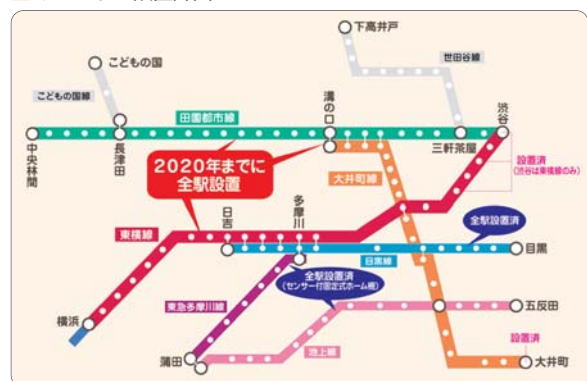 下高井戸
こどもの国
世田谷線
こどもの国線
溝の口
渋谷
田園都市線
中央林間
長津田
三軒茶屋
2020年までに
全駅設置
大井町線
設置済
(渋谷は東横線のみ)
日吉
多摩川
全駅設置済
東横線
目黒
目黒線
全駅設置済
(センサー付固定式ホーム柵)
東急多摩川線
五反田
横浜
設置済
池上線
蒲田
大井町